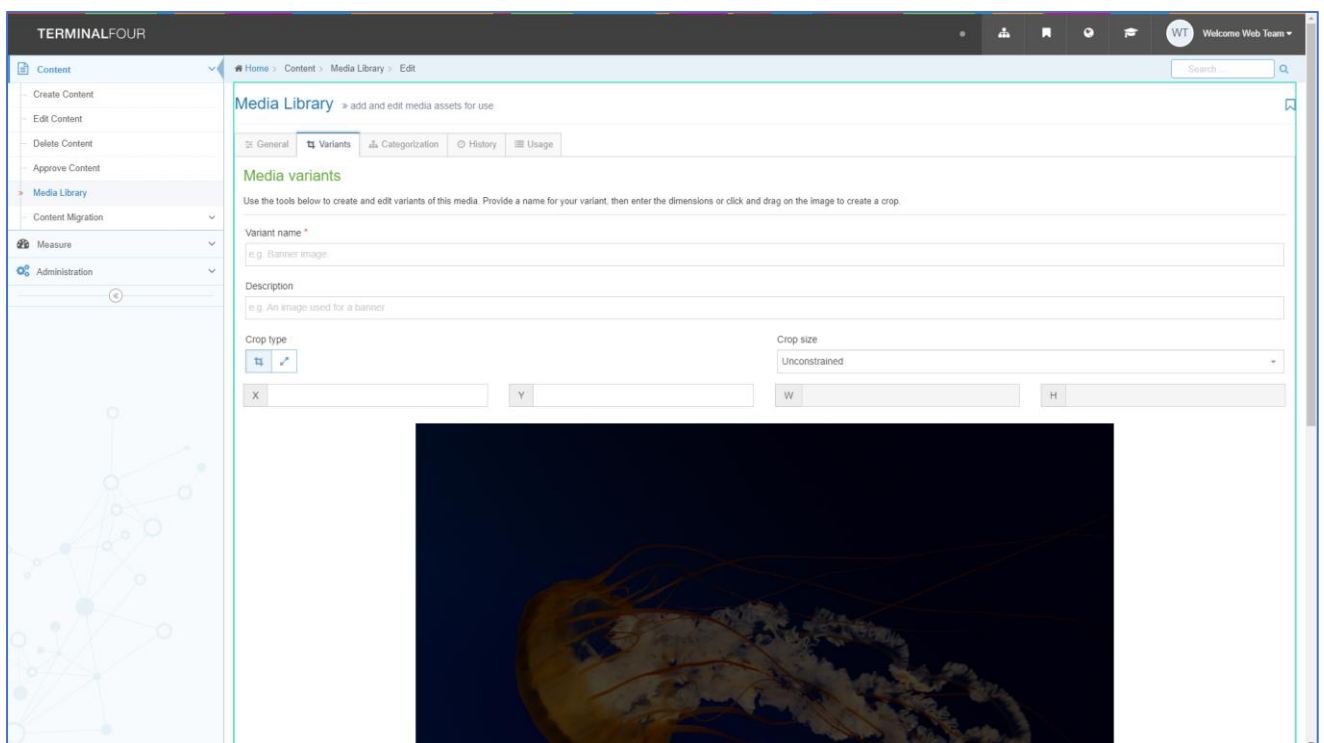 TERMINALFOUR
WT Welcome Web Team
Content
Create Content
Edit Content
Delete Content
Approve Content
Media Library
Content Migration
Measure
Administration
Home > Content > Media Library > Edit
Search ...
Media Library » add and edit media assets for use
General Variants Categorization History Usage
Media variants
Use the tools below to create and edit variants of this media. Provide a name for your variant, then enter the dimensions or click and drag on the image to create a crop.
Variant name *
e.g. Banner image
Description
e.g. An image used for a banner
Crop type Crop size
Unconstrained
X Y W H